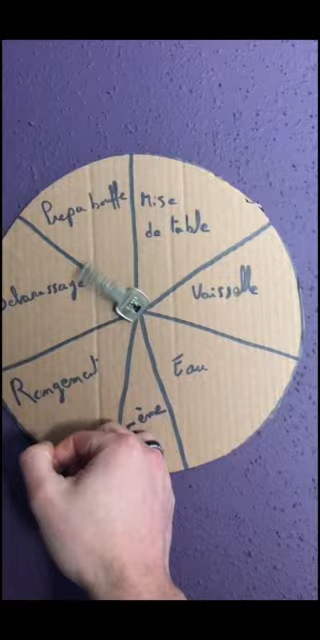 Prepa bouffe
Mise
de table
Vaisselle
Eau
Rangement